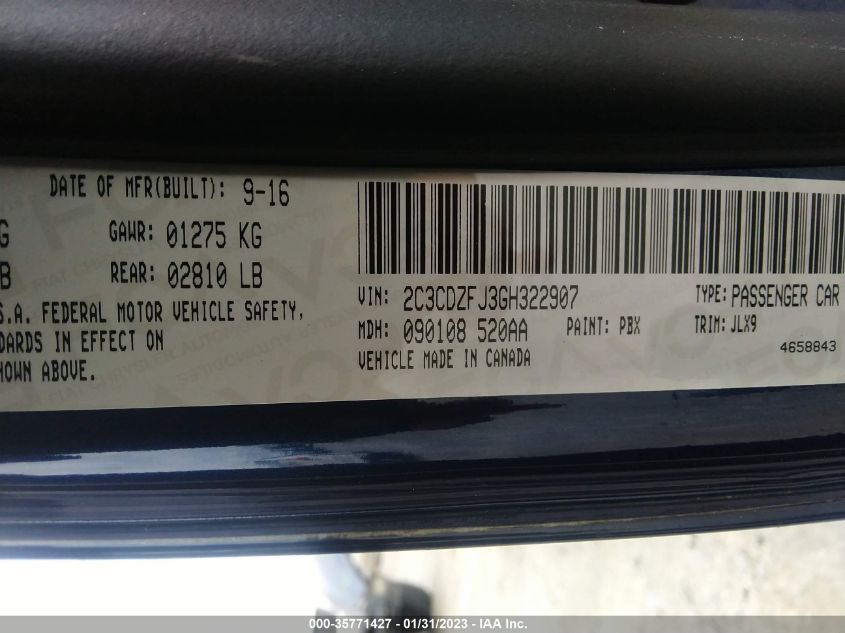 DATE OF MFR(BUILT): 9-16
G GAWR: 01275 KG
B REAR: 02810 LB
S.A. FEDERAL MOTOR VEHICLE SAFETY,
DARDS IN EFFECT ON
HOWN ABOVE.
VIN: 2C3CDZFJ3GH322907 TYPE: PASSENGER CAR
MDH: 090108 520AA PAINT: PBX TRIM: JLX9
VEHICLE MADE IN CANADA 4658843
000-35771427 - 01/31/2023 - © IAA Inc.